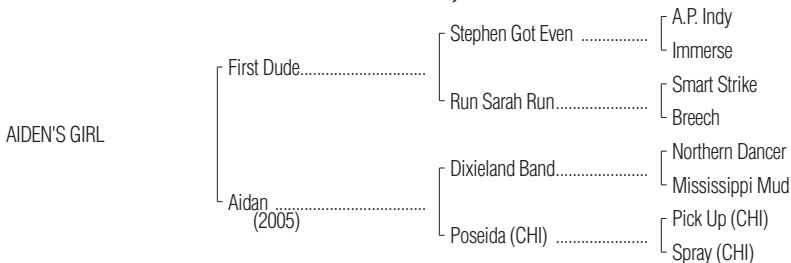 A.P. Indy
Stephen Got Even ................
Immerse
First Dude..............................
Smart Strike
Run Sarah Run......................
Breech
AIDEN'S GIRL
Northern Dancer
Dixieland Band......................
Mississippi Mud
Aidan ....................................
(2005)
Pick Up (CHI)
Poseida (CHI) ......................
Spray (CHI)